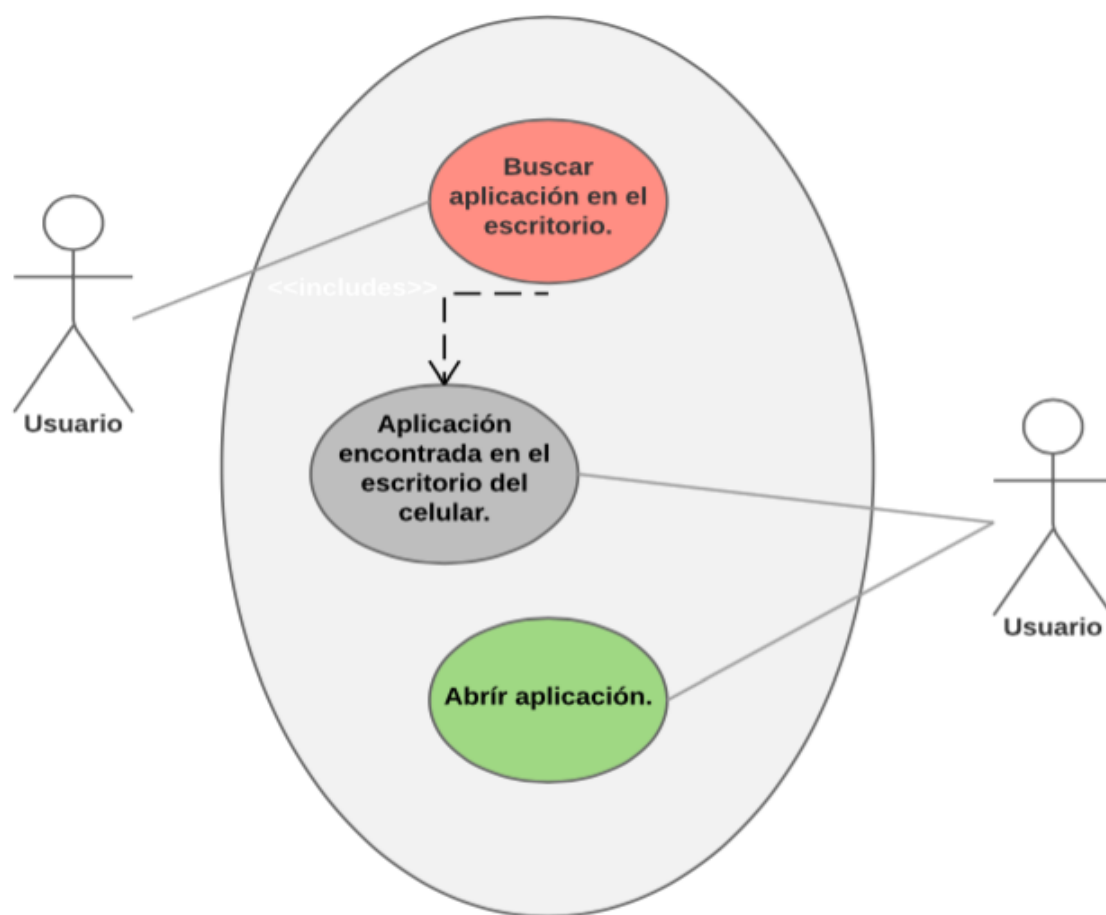 Buscar
aplicación en el
escritorio.
<<includes>>
Usuario
Aplicación
encontrada en el
escritorio del
celular.
Usuario
Abrír aplicación.